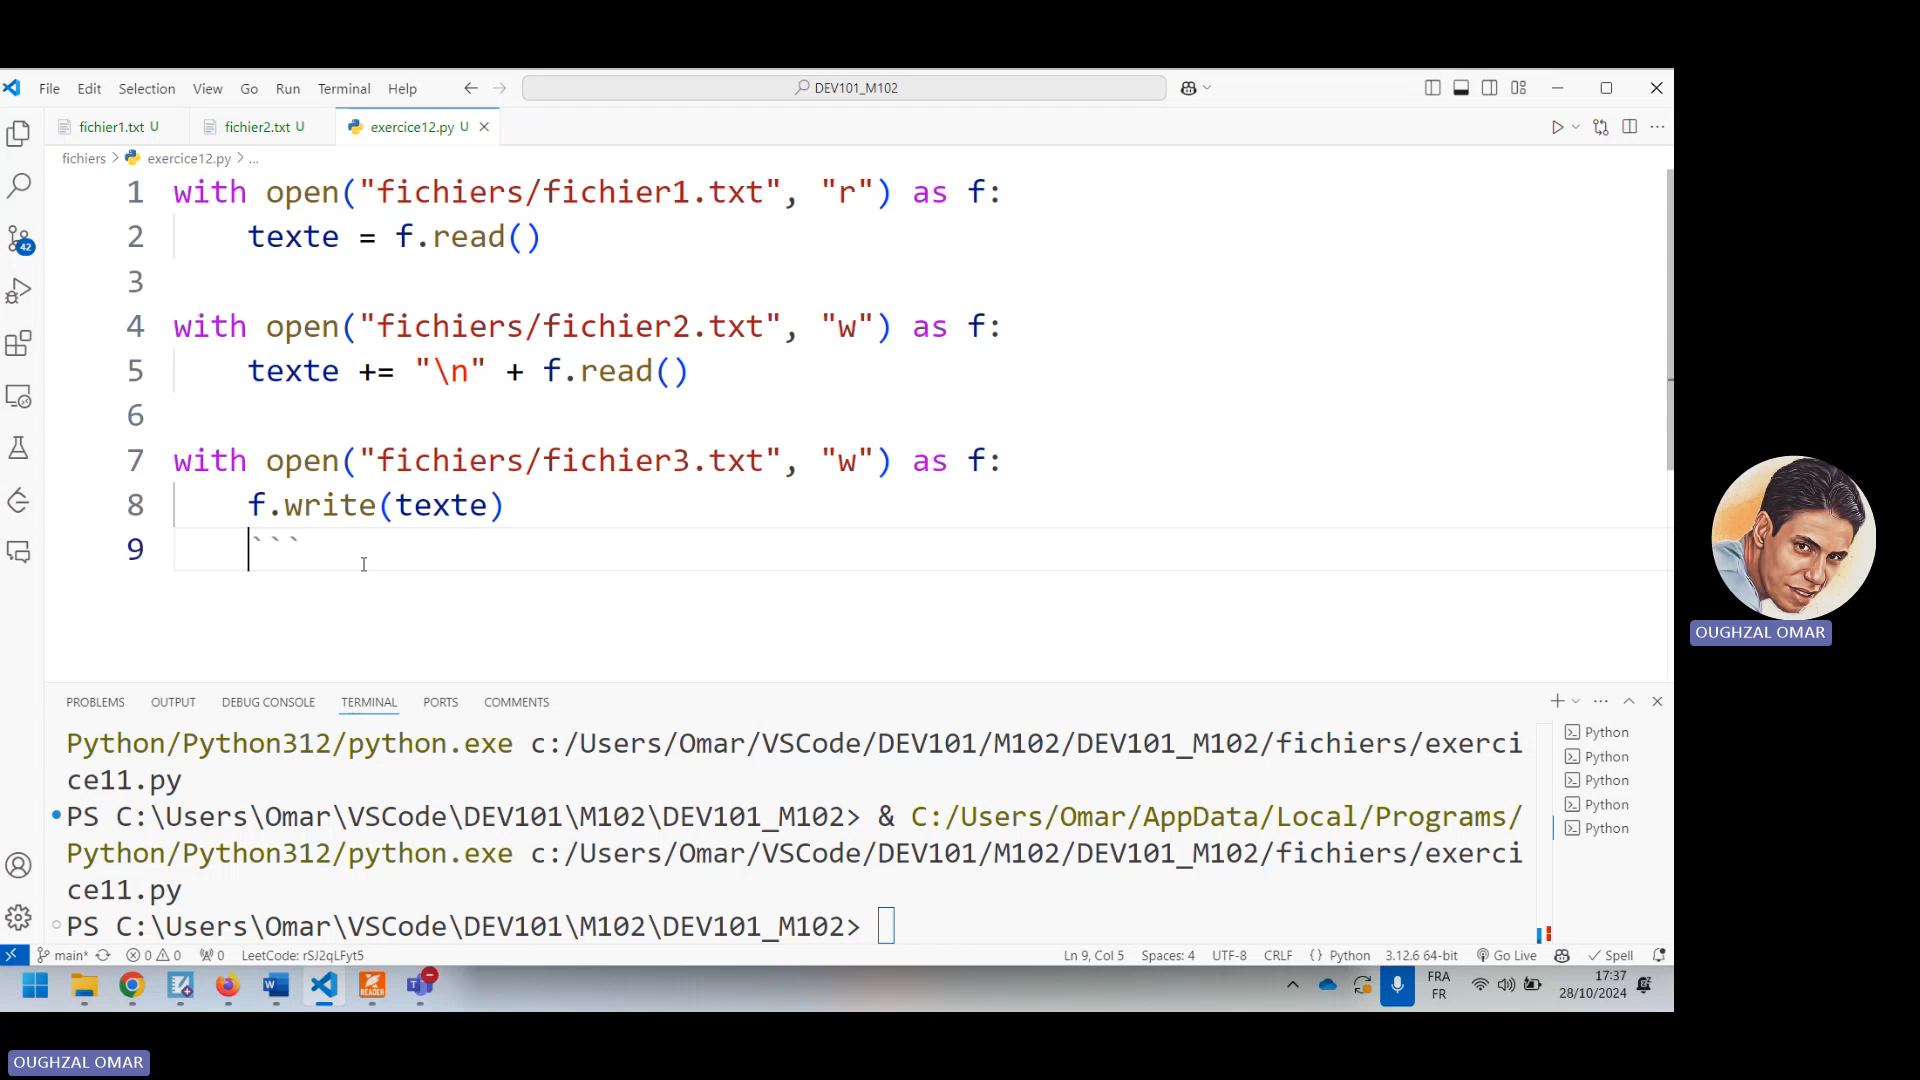 File Edit Selection View Go Run Terminal Help DEV101_M102
fichier1.txt U fichier2.txt U exercice12.py U
fichiers > exercice12.py > ...
1 with open("fichiers/fichier1.txt", "r") as f:
2 texte = f.read()
3
4 with open("fichiers/fichier2.txt", "w") as f:
5 texte += "\n" + f.read()
6
7 with open("fichiers/fichier3.txt", "w") as f:
8 f.write(texte)
9 ```
42
OUGHZAL OMAR
PROBLEMS OUTPUT DEBUG CONSOLE TERMINAL PORTS COMMENTS
Python/Python312/python.exe c:/Users/Omar/VSCode/DEV101/M102/DEV101_M102/fichiers/exerci
ce11.py
PS C:\Users\Omar\VSCode\DEV101\M102\DEV101_M102> & C:/Users/Omar/AppData/Local/Programs/
Python/Python312/python.exe c:/Users/Omar/VSCode/DEV101/M102/DEV101_M102/fichiers/exerci
ce11.py
PS C:\Users\Omar\VSCode\DEV101\M102\DEV101_M102>
Python
Python
Python
Python
Python
main* 0 0 0 LeetCode: rSJ2qLFyt5 Ln 9, Col 5 Spaces: 4 UTF-8 CRLF {} Python 3.12.6 64-bit Go Live Spell
READER
FRA
FR
17:37
28/10/2024
OUGHZAL OMAR